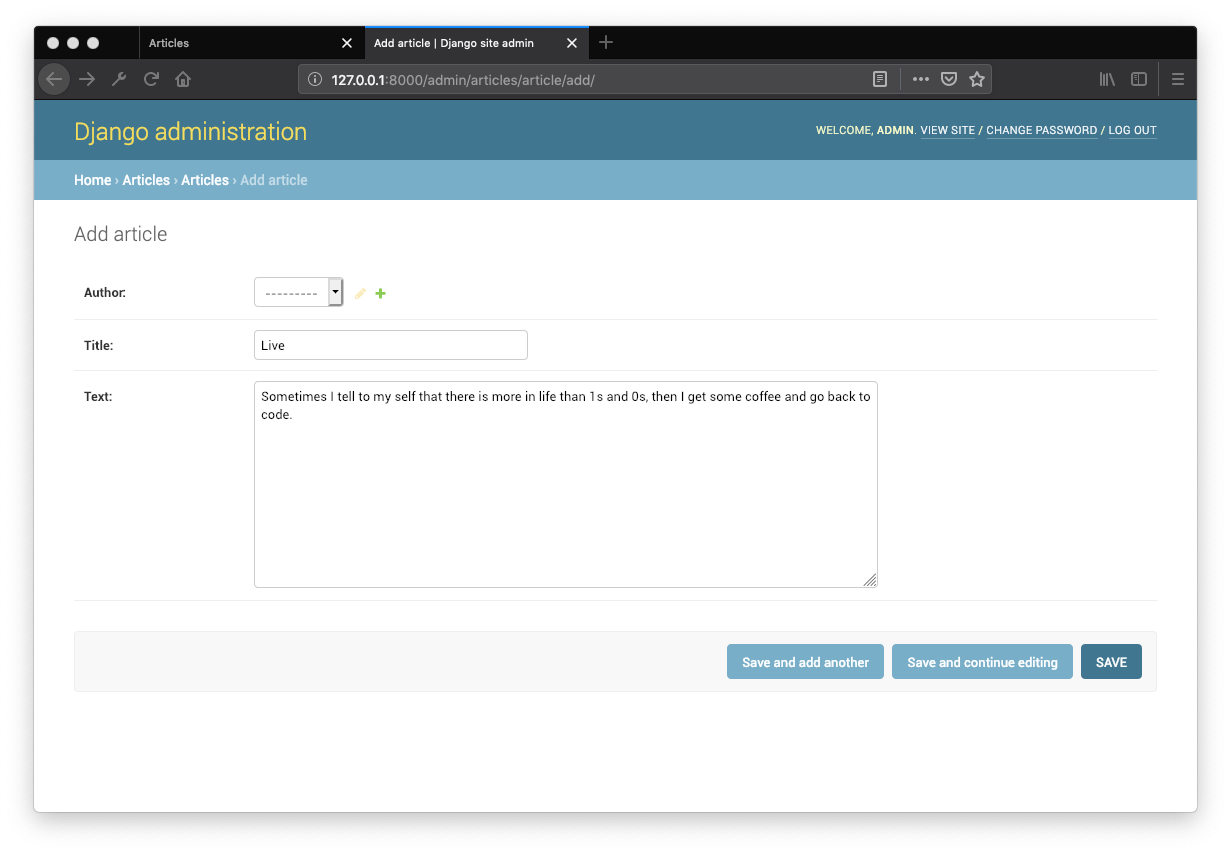 Articles
Add article | Django site admin
127.0.0.1:8000/admin/articles/article/add/
Django administration
WELCOME, ADMIN. VIEW SITE / CHANGE PASSWORD / LOG OUT
Home › Articles › Articles › Add article
Add article
Author:
---------
Title:
Live
Text:
Sometimes I tell to my self that there is more in life than 1s and 0s, then I get some coffee and go back to
code.
Save and add another
Save and continue editing
SAVE